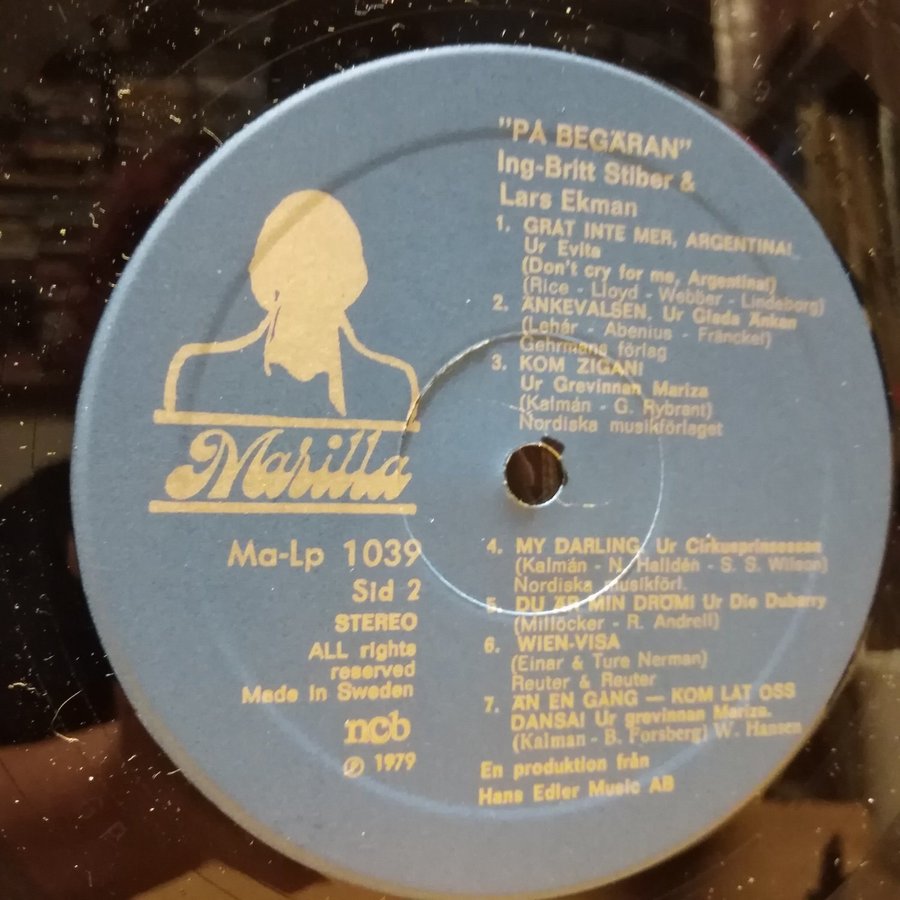 "PÅ BEGÄRAN"
Ing-Britt Stiber &
Lars Ekman
1. GRÅT INTE MER, ARGENTINA!
Ur Evita
(Don't cry for me, Argentina!)
(Rice - Lloyd - Webber - Lindeborg)
2. ÄNKEVALSEN, Ur Glada Änkan
(Lehár - Abenius - Fränckel)
Gehrmans förlag
3. KOM ZIGAN!
Ur Grevinnan Mariza
(Kalmán - G. Rybrant)
Nordiska musikförlaget
Marilla
Ma-Lp 1039
Sid 2
STEREO
ALL rights
reserved
Made in Sweden
ncb
℗ 1979
4. MY DARLING, Ur Cirkusprinsessan
(Kalmán - N. Halldén - S. S. Wilson)
Nordiska musikförl.
5. DU ÄR MIN DRÖM! Ur Die Dubarry
(Millöcker - R. Andrell)
6. WIEN-VISA
(Einar & Ture Nerman)
Reuter & Reuter
7. ÄN EN GÅNG — KOM LÅT OSS
DANSA! Ur grevinnan Mariza.
(Kalman - B. Forsberg) W. Hansen
En produktion från
Hans Edler Music AB